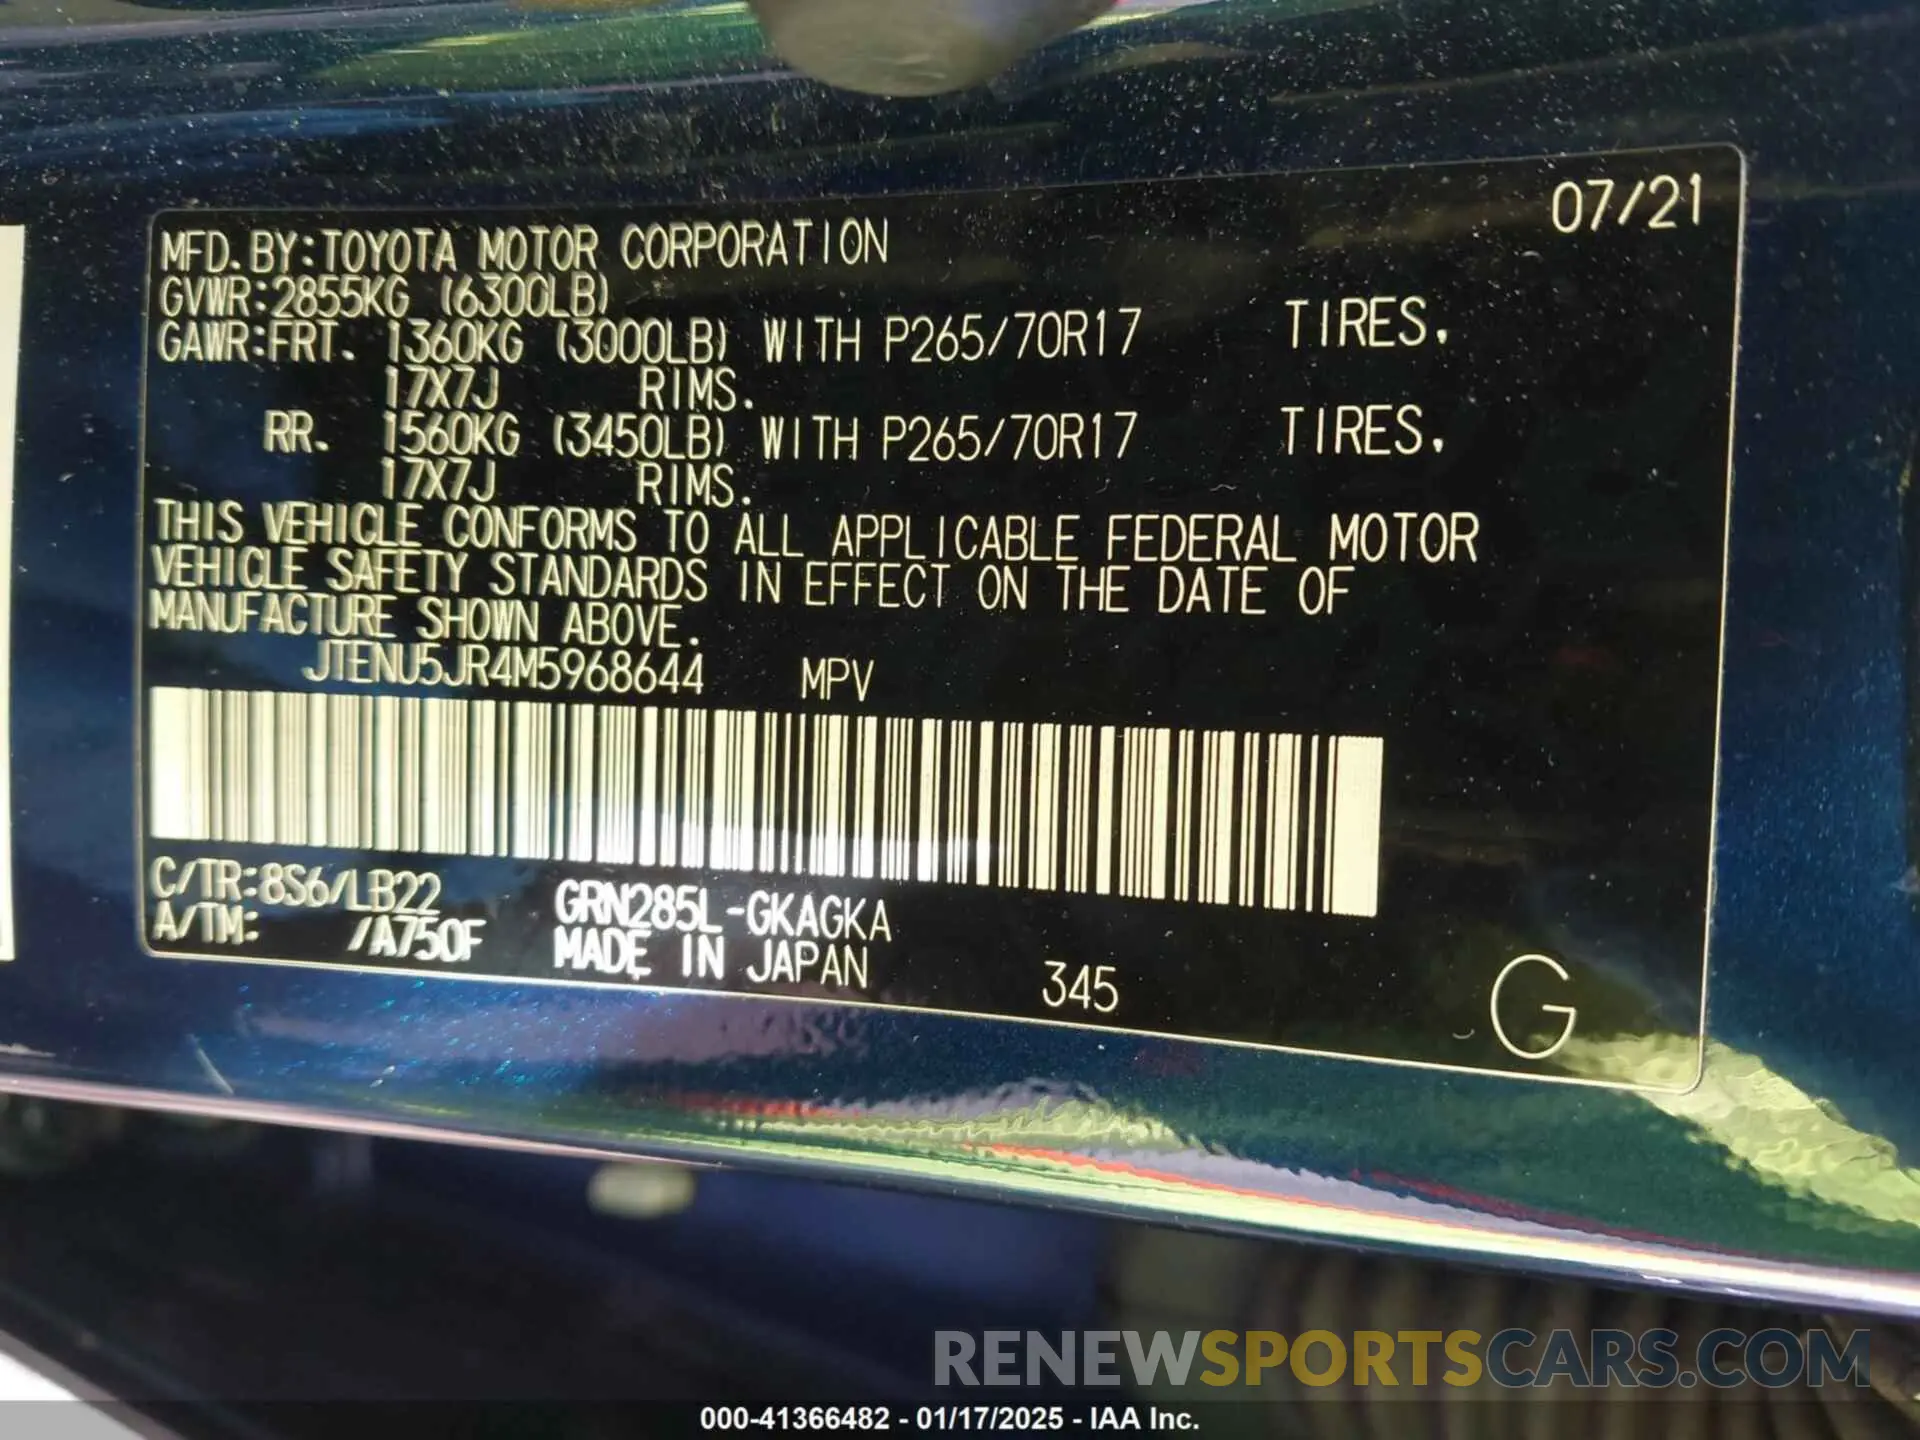 07/21
MFD.BY:TOYOTA MOTOR CORPORATION
GVWR:2855KG (6300LB)
GAWR:FRT. 1360KG (3000LB) WITH P265/70R17 TIRES,
17X7J RIMS.
RR. 1560KG (3450LB) WITH P265/70R17 TIRES,
17X7J RIMS.
THIS VEHICLE CONFORMS TO ALL APPLICABLE FEDERAL MOTOR
VEHICLE SAFETY STANDARDS IN EFFECT ON THE DATE OF
MANUFACTURE SHOWN ABOVE.
JTENU5JR4M5968644 MPV
C/TR:8S6/LB22 GRN285L-GKAGKA
A/TM: /A750F MADE IN JAPAN 345 G
RENEWSPORTSCARS.COM
000-41366482 - 01/17/2025 - IAA Inc.